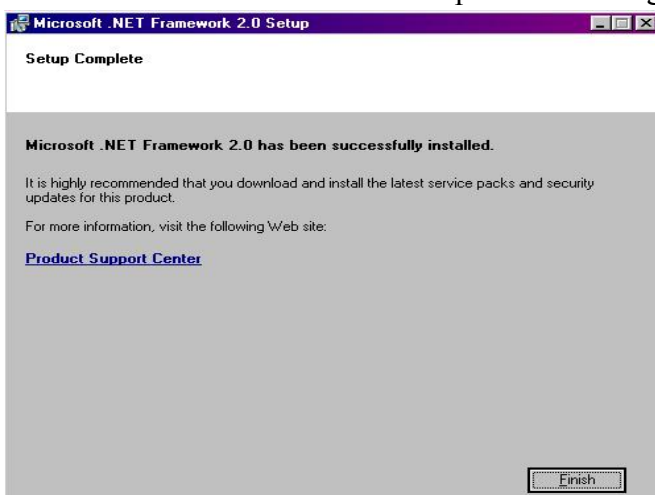 Microsoft .NET Framework 2.0 Setup
Setup Complete
Microsoft .NET Framework 2.0 has been successfully installed.
It is highly recommended that you download and install the latest service packs and security
updates for this product.
For more information, visit the following Web site:
Product Support Center
Finish